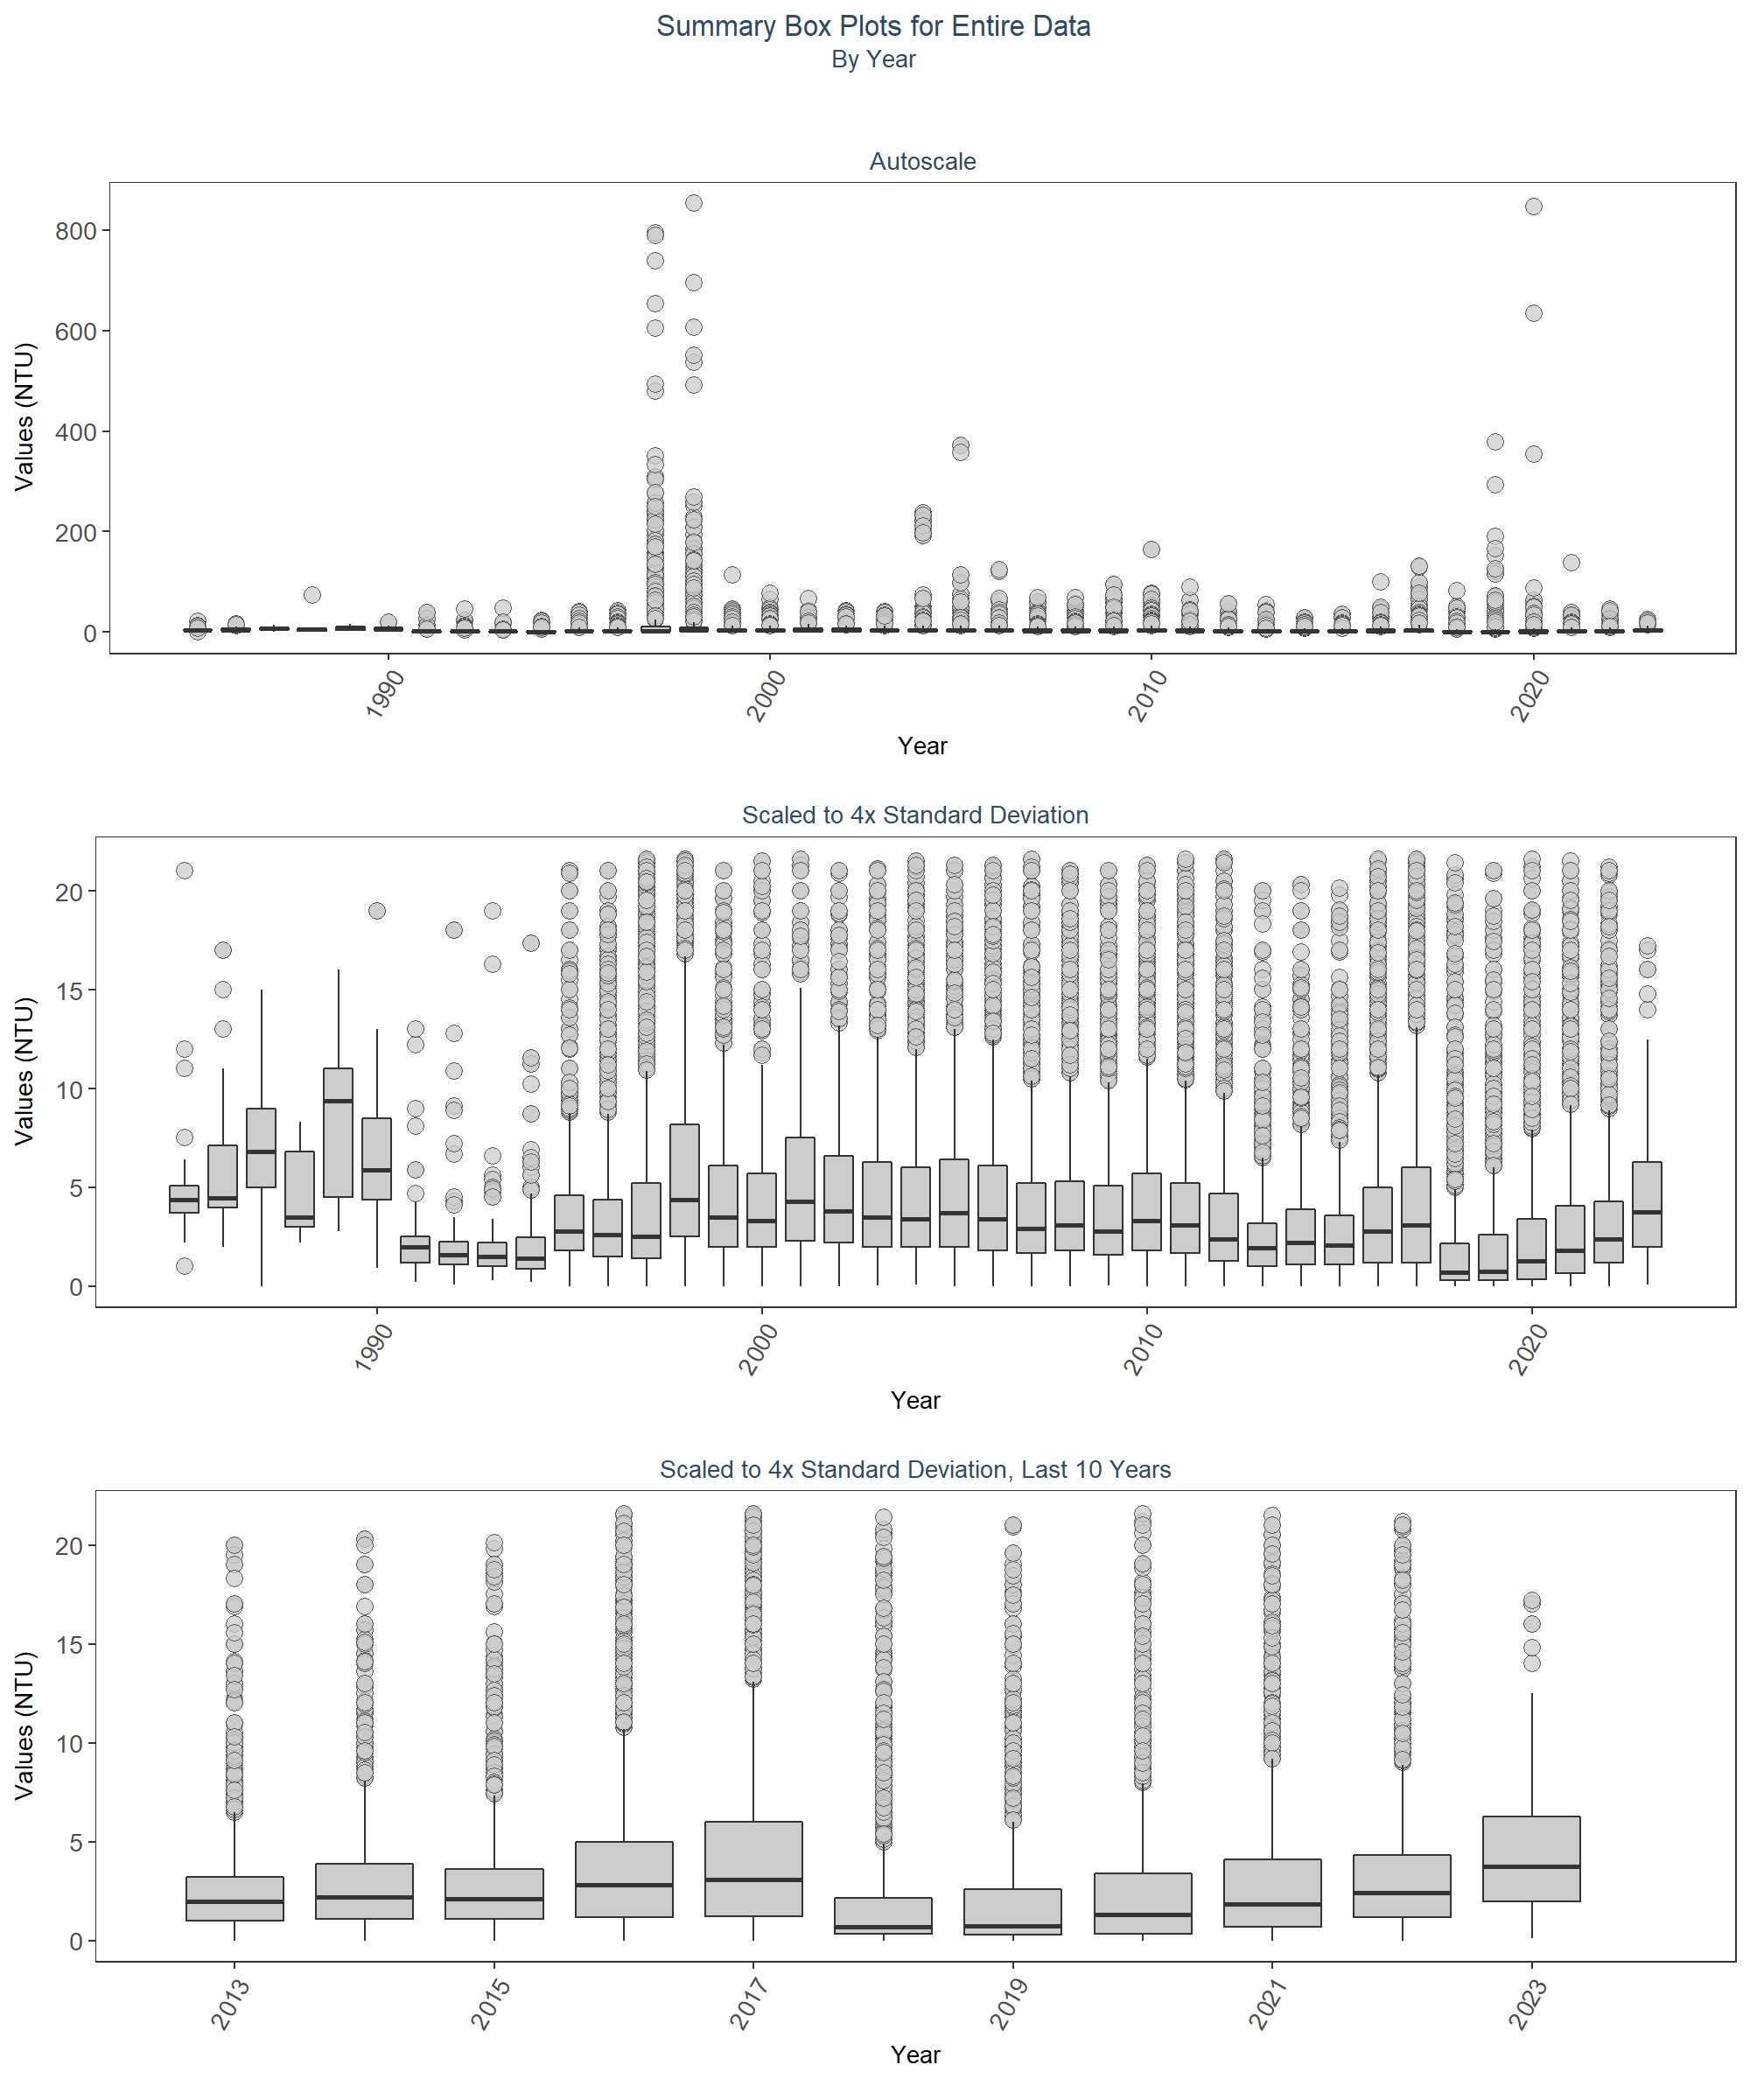 Summary Box Plots for Entire Data
By Year
Autoscale
Values (NTU)
800
600
400
200
0
1990
2000
2010
2020
Year
Scaled to 4x Standard Deviation
Values (NTU)
20
15
10
5
0
1990
2000
2010
2020
Year
Scaled to 4x Standard Deviation, Last 10 Years
Values (NTU)
20
15
10
5
0
2013
2015
2017
2019
2021
2023
Year